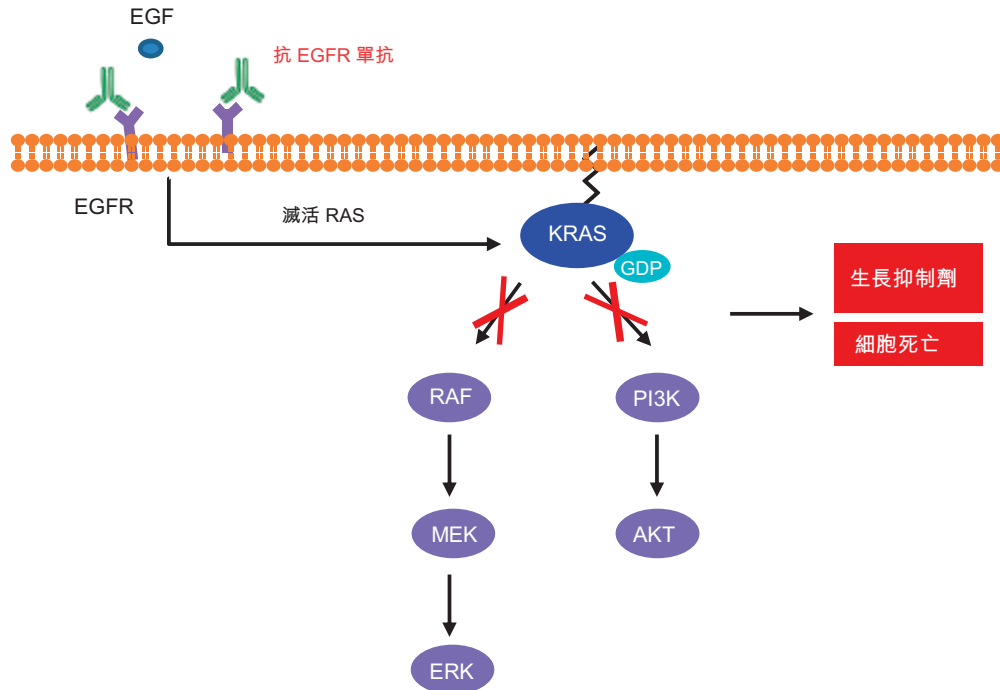 EGF
抗 EGFR 單抗
EGFR
滅活 RAS
KRAS
GDP
生長抑制劑
細胞死亡
RAF
PI3K
MEK
AKT
ERK